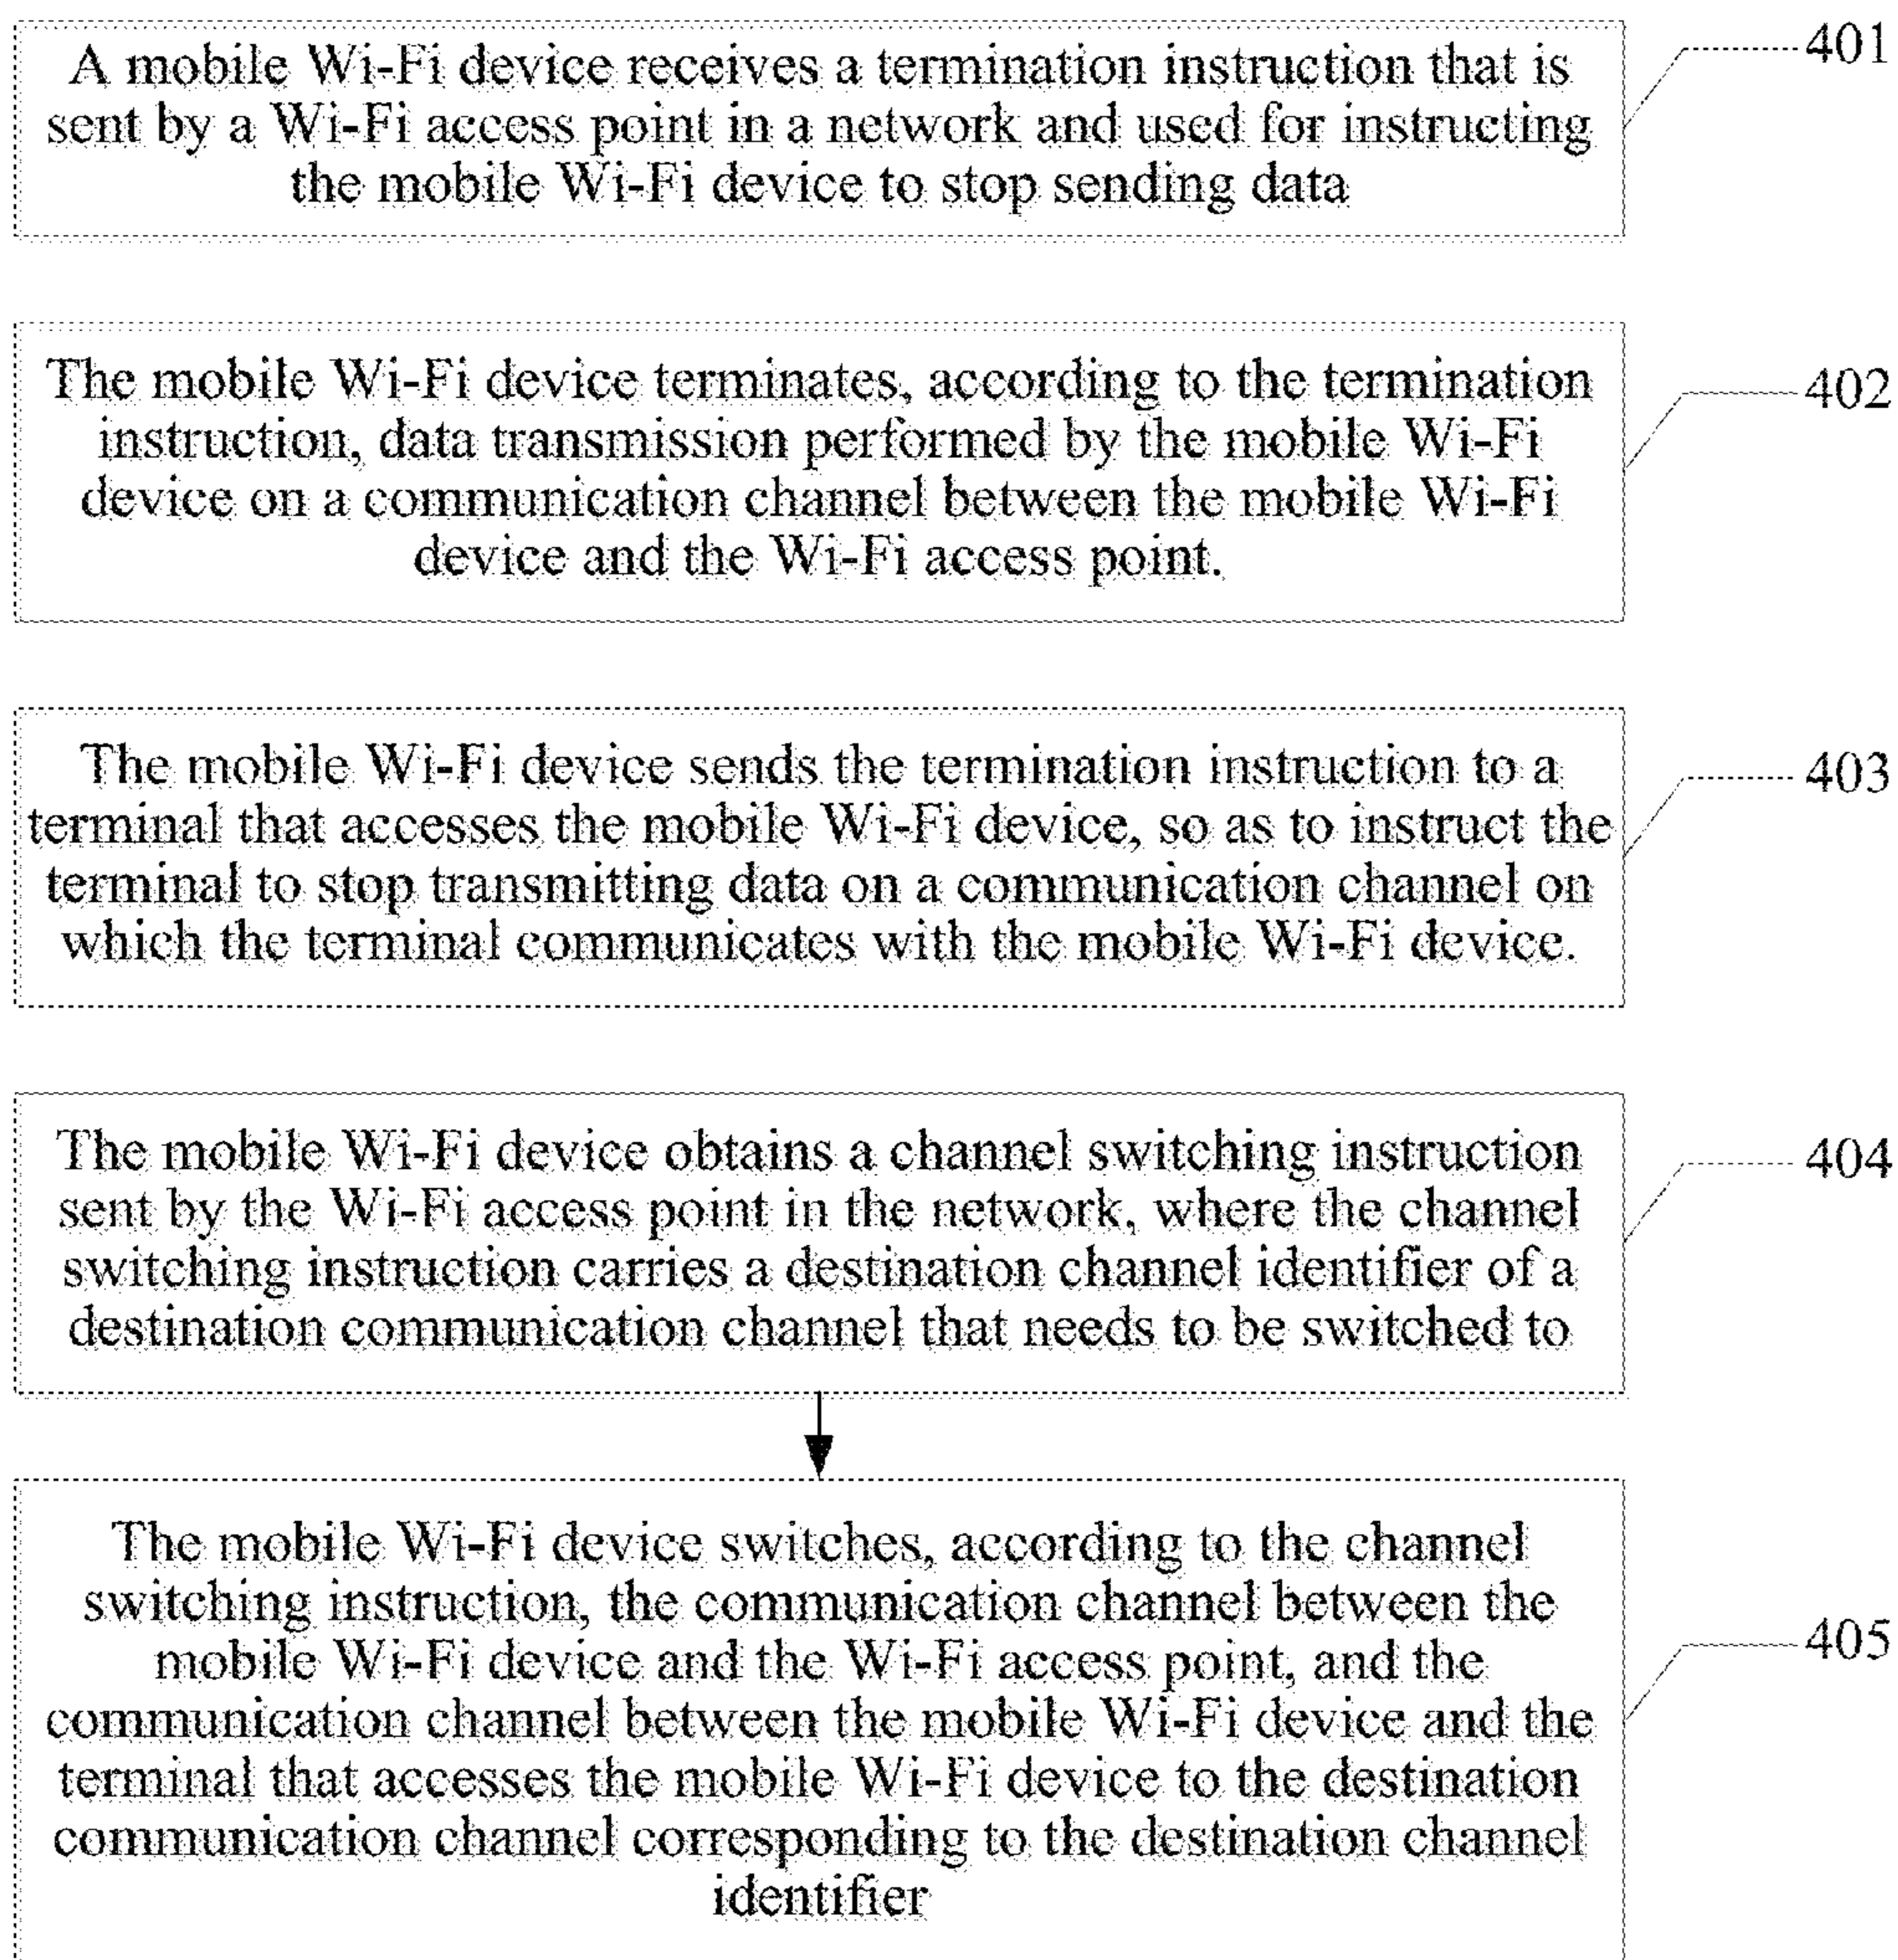 A mobile Wi-Fi device receives a termination instruction that is
sent by a Wi-Fi access point in a network and used for instructing
the mobile Wi-Fi device to stop sending data
401
The mobile Wi-Fi device terminates, according to the termination
instruction, data transmission performed by the mobile Wi-Fi
device on a communication channel between the mobile Wi-Fi
device and the Wi-Fi access point.
402
The mobile Wi-Fi device sends the termination instruction to a
terminal that accesses the mobile Wi-Fi device, so as to instruct the
terminal to stop transmitting data on a communication channel on
which the terminal communicates with the mobile Wi-Fi device.
403
The mobile Wi-Fi device obtains a channel switching instruction
sent by the Wi-Fi access point in the network, where the channel
switching instruction carries a destination channel identifier of a
destination communication channel that needs to be switched to
404
The mobile Wi-Fi device switches, according to the channel
switching instruction, the communication channel between the
mobile Wi-Fi device and the Wi-Fi access point, and the
communication channel between the mobile Wi-Fi device and the
terminal that accesses the mobile Wi-Fi device to the destination
communication channel corresponding to the destination channel
identifier
405